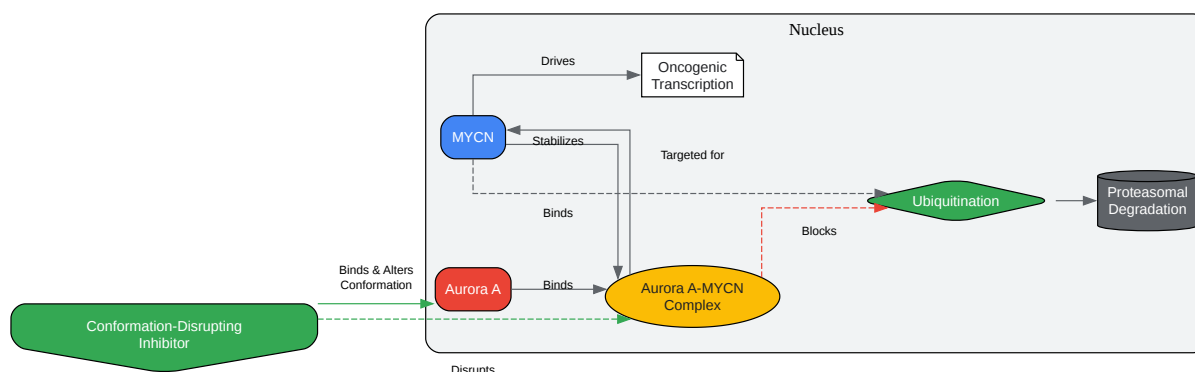 Nucleus
Drives
Oncogenic
Transcription
MYCN
Stabilizes
Targeted for
Proteasomal
Degradation
Ubiquitination
Binds
Blocks
Binds & Alters
Conformation
Aurora A
Binds
Aurora A-MYCN
Complex
Conformation-Disrupting
Inhibitor
Disrupts